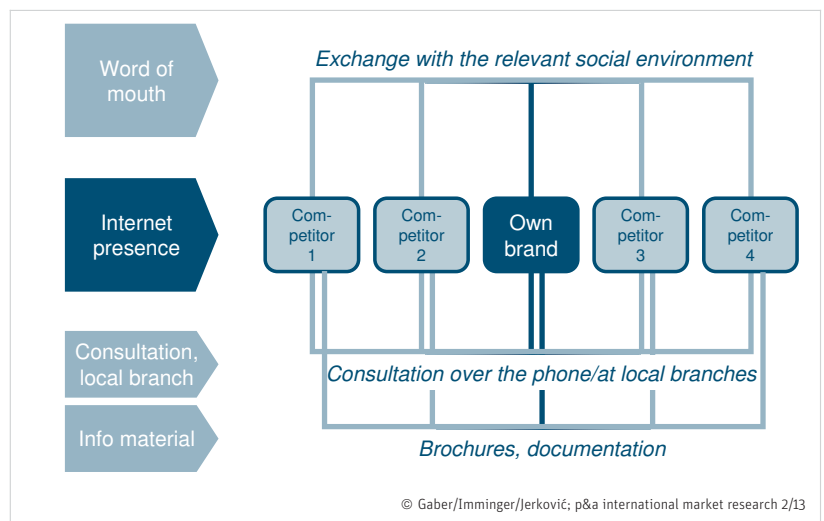 Word of
mouth
Exchange with the relevant social environment
Internet
presence
Com-
petitor
1
Com-
petitor
2
Own
brand
Com-
petitor
3
Com-
petitor
4
Consultation,
local branch
Consultation over the phone/at local branches
Info material
Brochures, documentation
© Gaber/Imminger/Jerković; p&a international market research 2/13